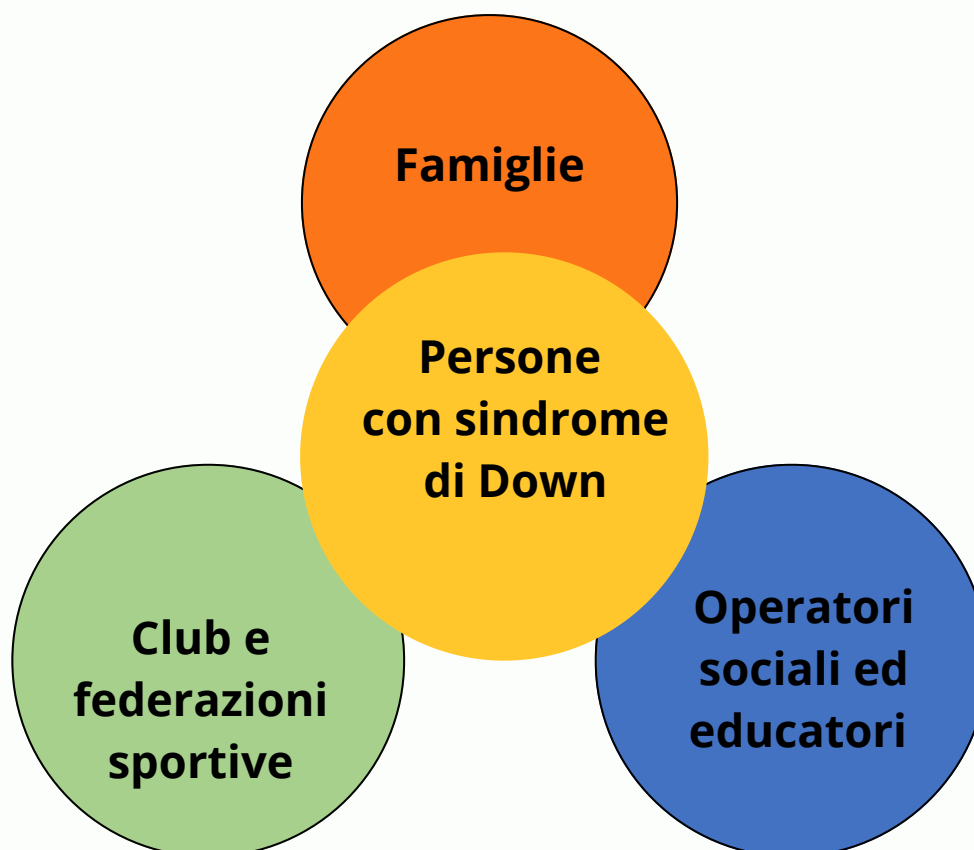 Famiglie
Persone
con sindrome
di Down
Club e
federazioni
sportive
Operatori
sociali ed
educatori